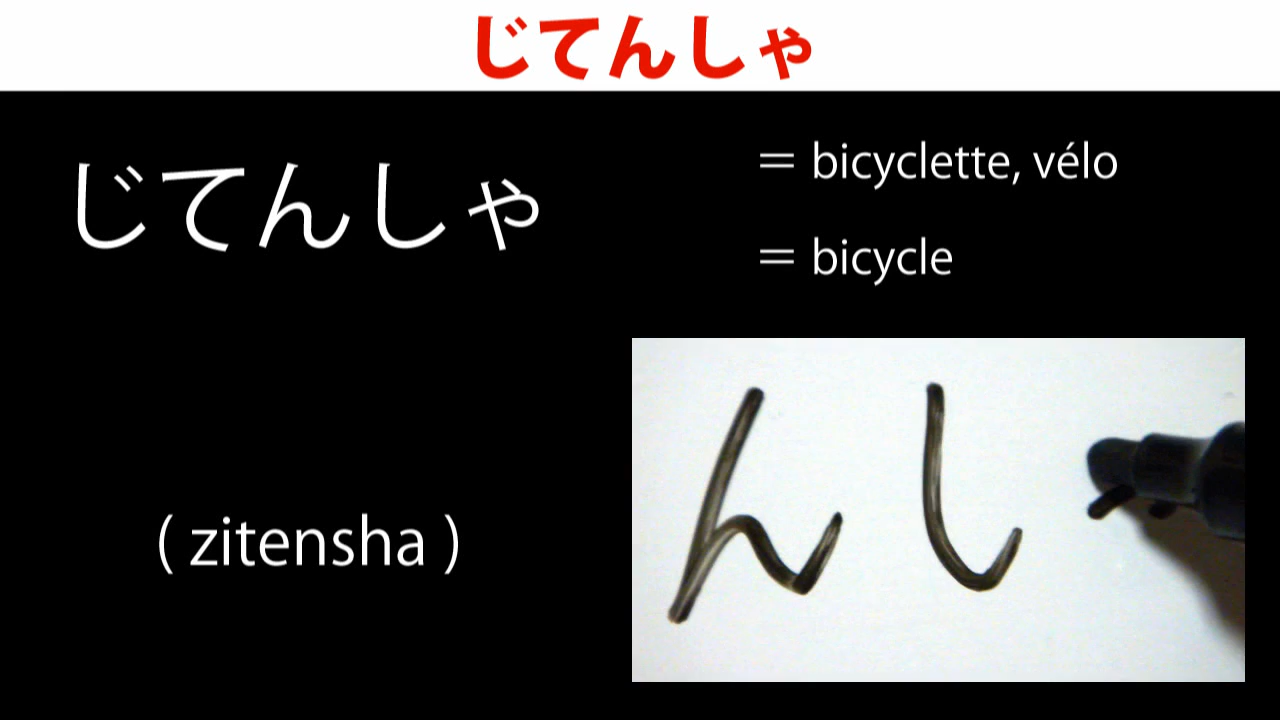 じてんしゃ
じてんしゃ
= bicyclette, vélo
= bicycle
( zitensha )
んし